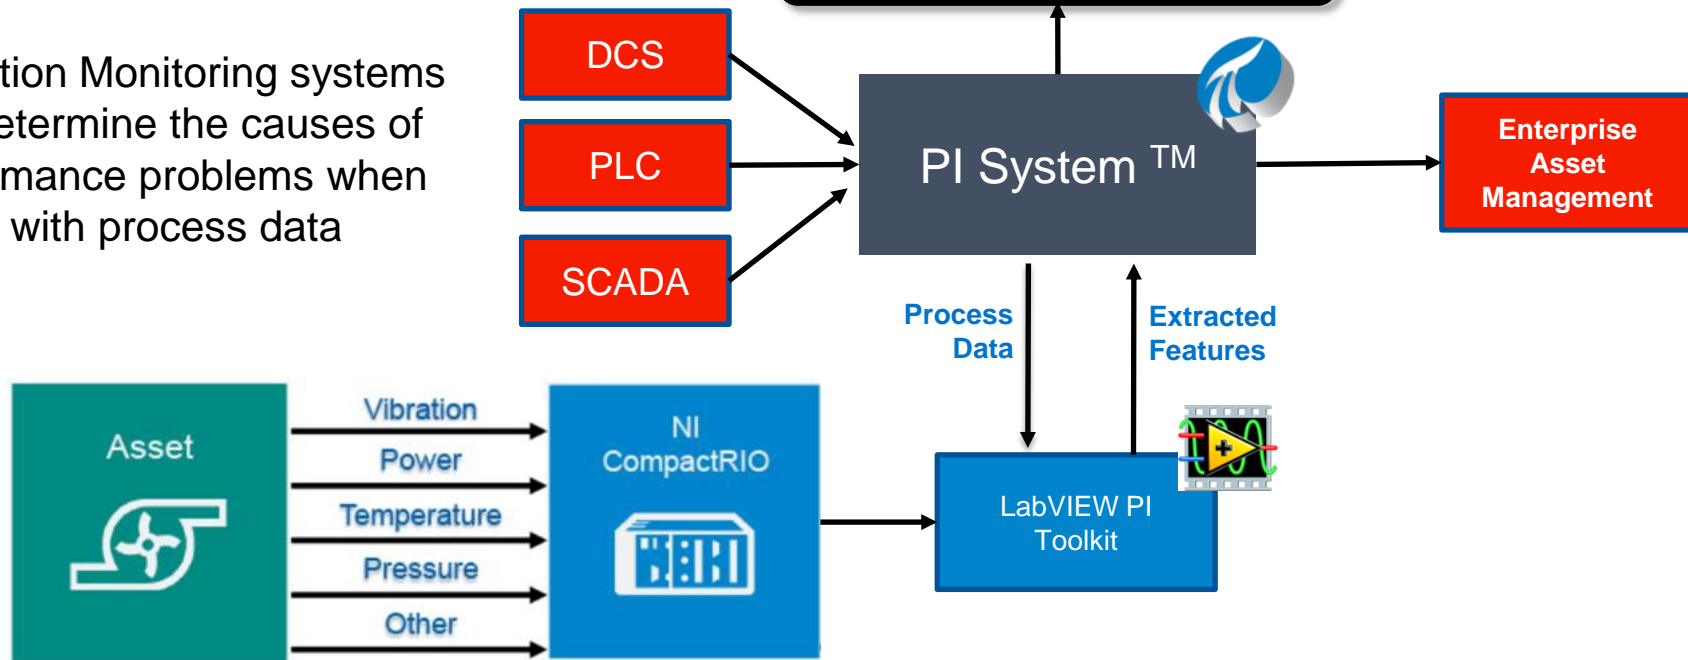 tion Monitoring systems
etermine the causes of
mance problems when
with process data
DCS
PLC
SCADA
PI System ™
Enterprise
Asset
Management
Process
Data
Extracted
Features
Asset
Vibration
Power
Temperature
Pressure
Other
NI
CompactRIO
LabVIEW PI
Toolkit